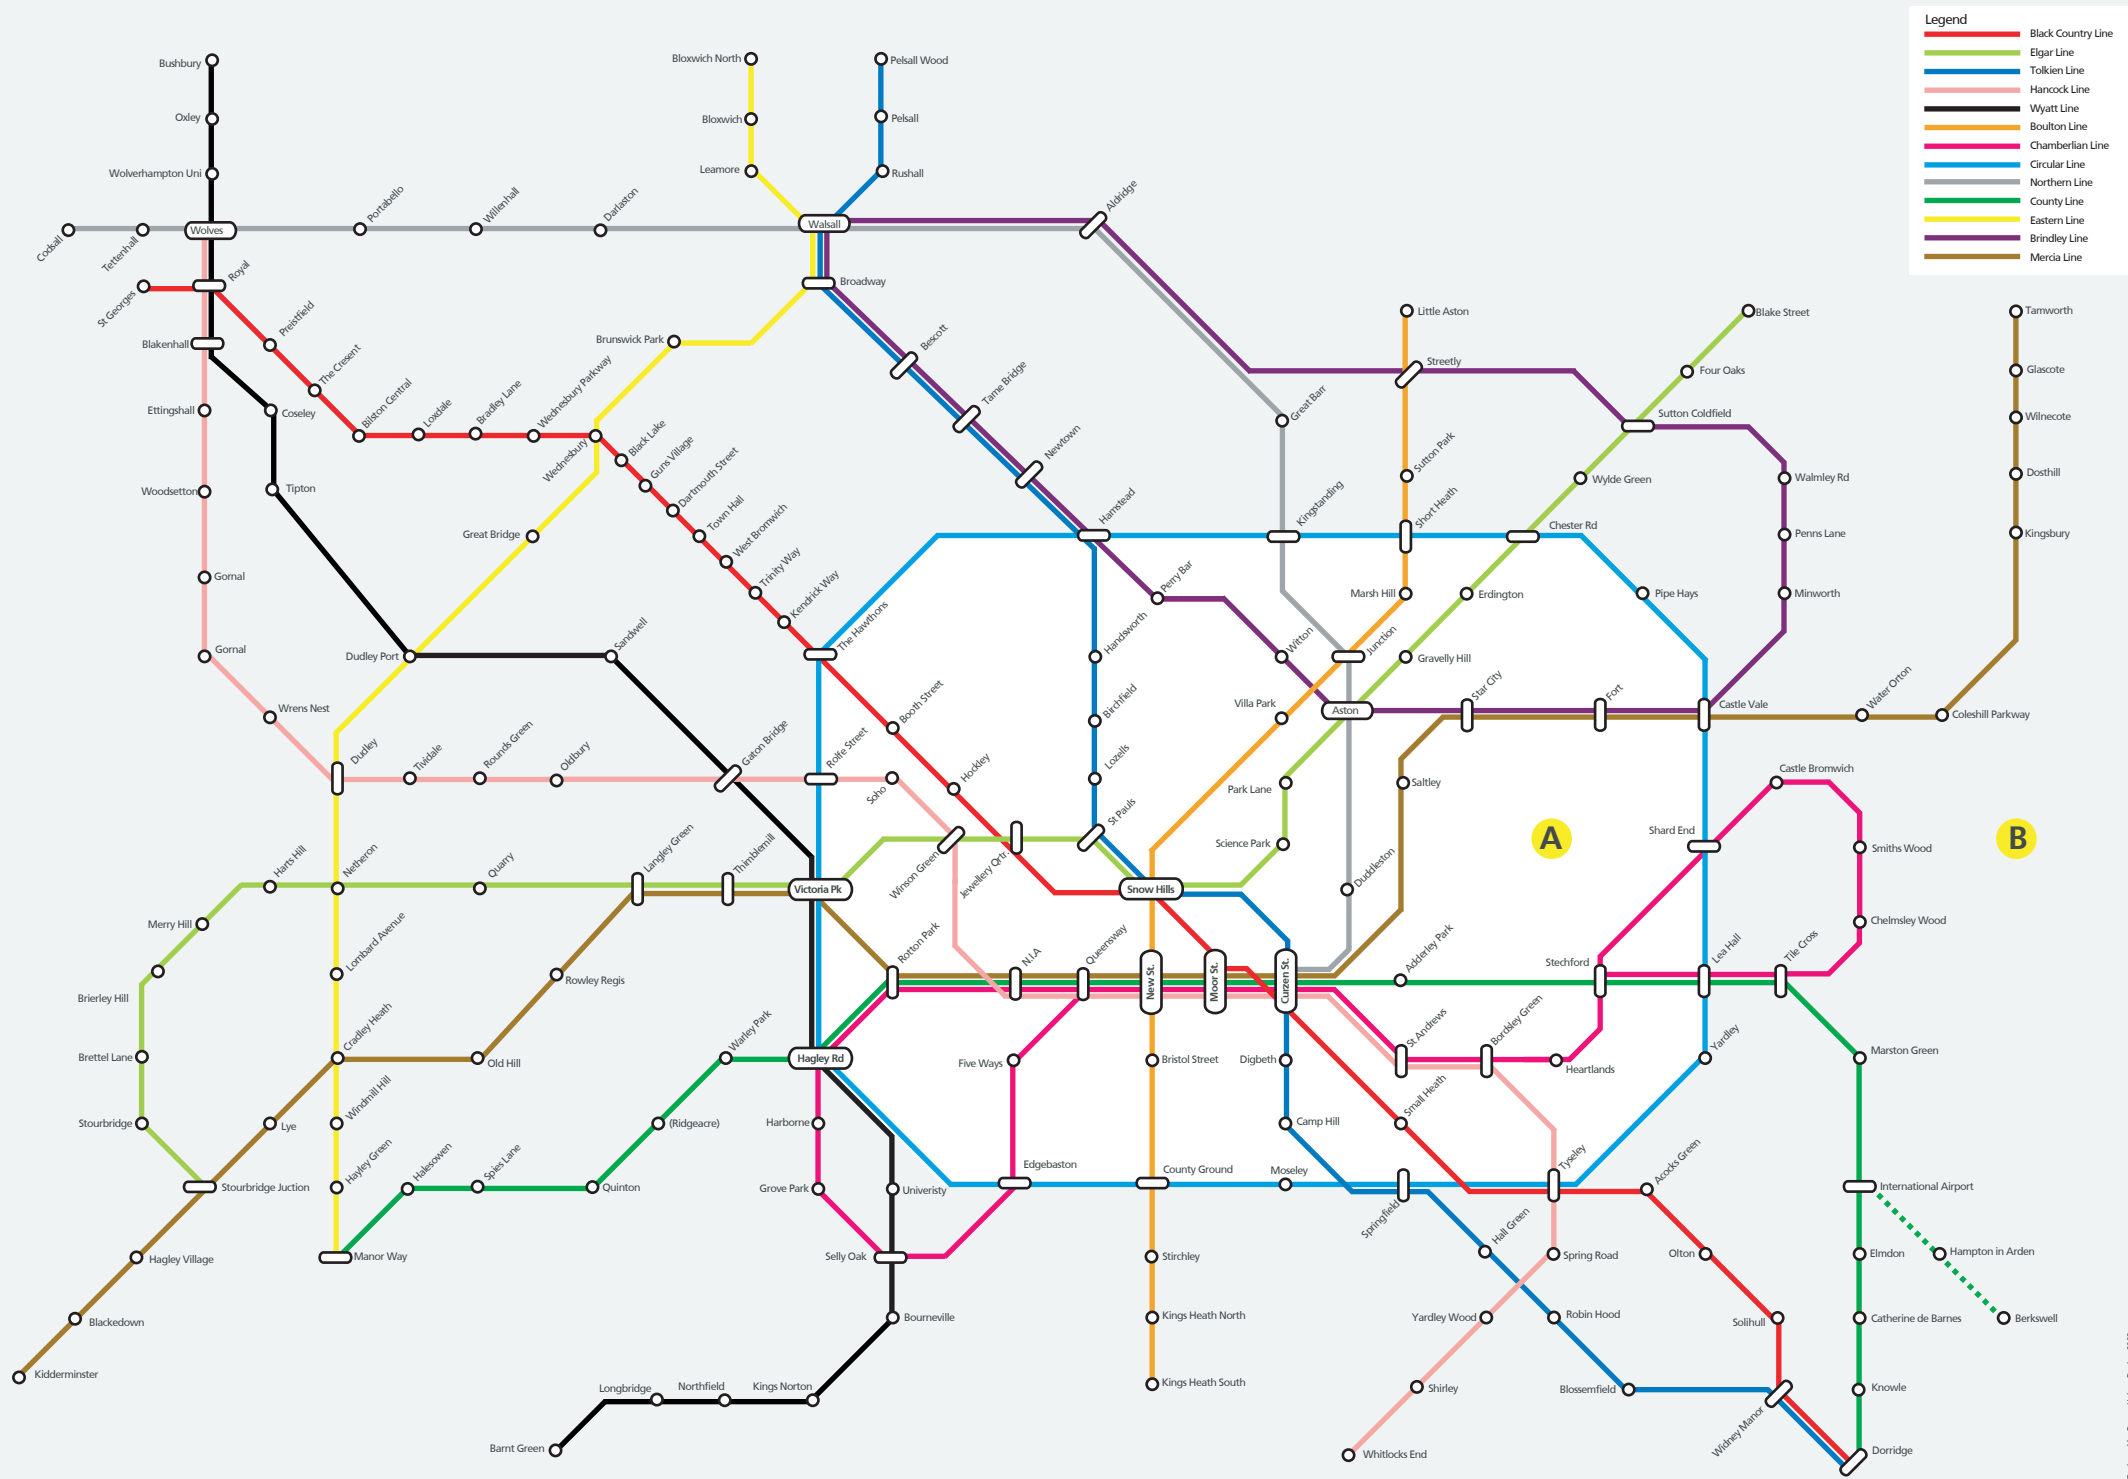 Legend
Black Country Line
Elgar Line
Tolkien Line
Hancock Line
Wyatt Line
Boulton Line
Chamberlian Line
Circular Line
Northern Line
County Line
Eastern Line
Brindley Line
Mercia Line
Bushbury
Bloxwich North
Pelsall Wood
Oxley
Bloxwich
Pelsall
Wolverhampton Uni
Leamore
Rushall
Codsall
Tettenhall
Wolves
Portabello
Willenhall
Darlaston
Walsall
Aldridge
St Georges
Royal
Broadway
Preistfield
Blakenhall
The Cresent
Brunswick Park
Bescott
Little Aston
Blake Street
Tamworth
Streetly
Four Oaks
Glascote
Ettingshall
Coseley
Bilston Central
Loxdale
Bradley Lane
Wednesbury Parkway
Wednesbury
Tame Bridge
Great Barr
Sutton Coldfield
Wilnecote
Black Lake
Guns Village
Dartmouth Street
Town Hall
West Bromwich
Trinity Way
Kendrick Way
Newtown
Sutton Park
Wylde Green
Walmley Rd
Dosthill
Woodsetton
Tipton
Great Bridge
Hamstead
Kingstanding
Short Heath
Chester Rd
Penns Lane
Kingsbury
Gornal
Perry Bar
Marsh Hill
Erdington
Pipe Hays
Minworth
Gornal
Dudley Port
Sandwell
The Hawthons
Handsworth
Witton
Junction
Gravelly Hill
Wrens Nest
Booth Street
Birchfield
Villa Park
Aston
Star City
Fort
Castle Vale
Water Orton
Coleshill Parkway
Dudley
Tividale
Rounds Green
Oldbury
Gaton Bridge
Rolfe Street
Soho
Hockley
Lozells
Park Lane
Saltley
Castle Bromwich
Winson Green
Jewellery Qrtr.
St Pauls
Science Park
A
Shard End
Smiths Wood
B
Harts Hill
Netheron
Quarry
Langley Green
Thimblemill
Victoria Pk
Snow Hills
Duddleston
Merry Hill
Chelmsley Wood
Brierley Hill
Lombard Avenue
Rowley Regis
Rotton Park
N.I.A
Queensway
New St.
Moor St.
Curzen St.
Adderley Park
Stechford
Lea Hall
Tile Cross
Brettel Lane
Cradley Heath
Old Hill
Warley Park
Hagley Rd
Five Ways
Bristol Street
Digbeth
St Andrews
Bordsley Green
Heartlands
Yardley
Marston Green
Stourbridge
Lye
Windmill Hill
(Ridgeacre)
Harborne
Camp Hill
Small Heath
Stourbridge Juction
Hayley Green
Halesowen
Spies Lane
Quinton
Grove Park
Univeristy
Edgebaston
County Ground
Moseley
Springfield
Tyseley
Acocks Green
International Airport
Hagley Village
Manor Way
Selly Oak
Stirchley
Hall Green
Spring Road
Olton
Elmdon
Hampton in Arden
Blackedown
Bourneville
Kings Heath North
Yardley Wood
Robin Hood
Solihull
Catherine de Barnes
Berkswell
Kidderminster
Longbridge
Northfield
Kings Norton
Kings Heath South
Shirley
Blossemfield
Widney Manor
Knowle
Barnt Green
Whitlocks End
Dorridge